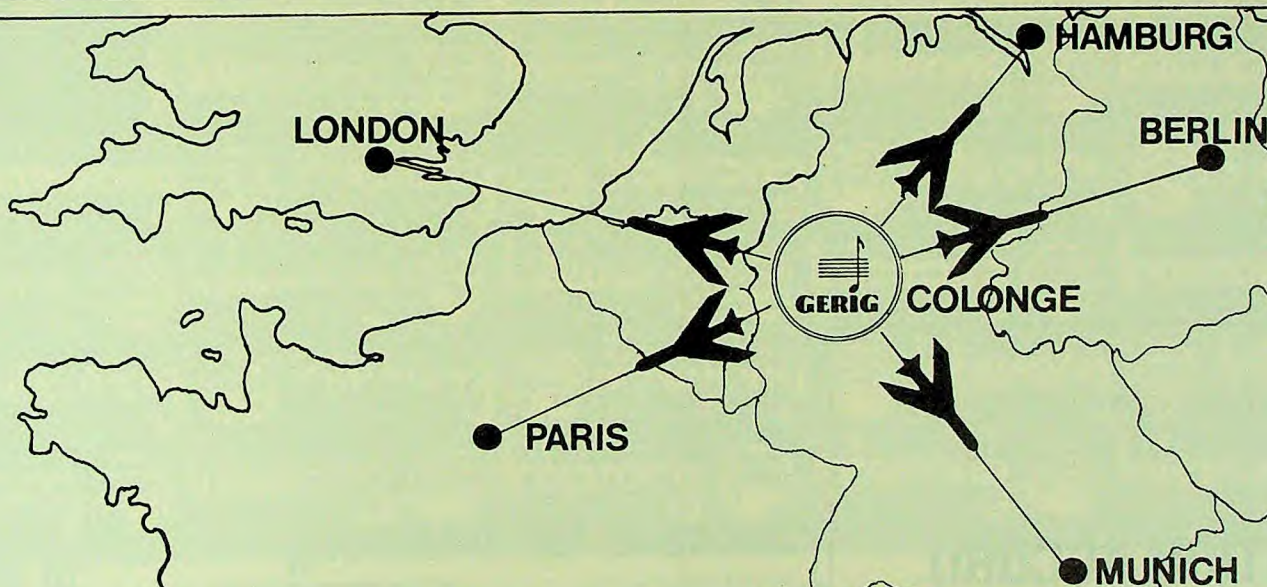 HAMBURG
LONDON
BERLIN
GERIG
COLONGE
PARIS
MUNICH